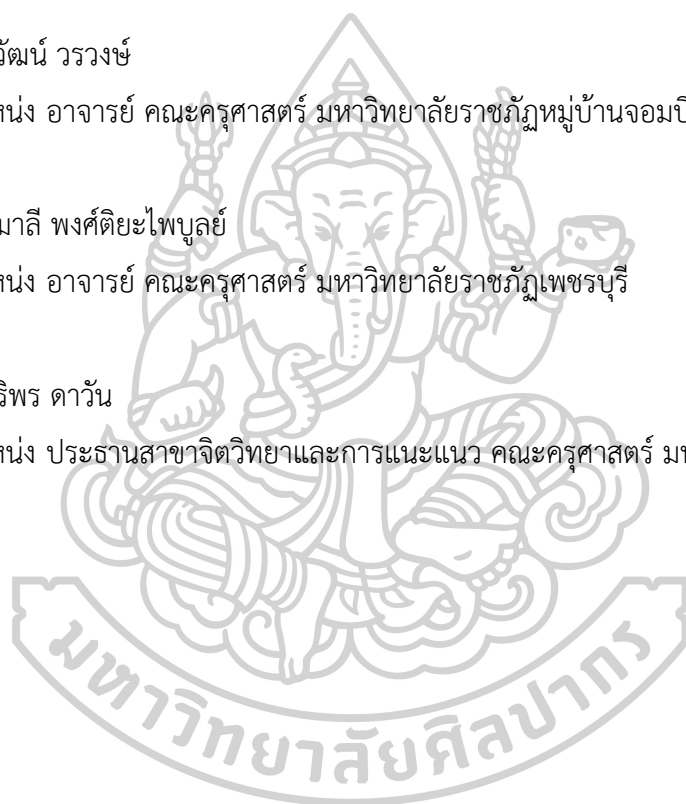 วัฒน์ วรวงษ์
หน่ง อาจารย์ คณะครุศาสตร์ มหาวิทยาลัยราชภัฏหมู่บ้านจอมบึ
มาลี พงศ์ติยะไพบูลย์
หน่ง อาจารย์ คณะครุศาสตร์ มหาวิทยาลัยราชภัฏเพชรบุรี
ริพร ดาวัน
หน่ง ประธานสาขาจิตวิทยาและการแนะแนว คณะครุศาสตร์ มห
มหาวิทยาลัยศิลปากร